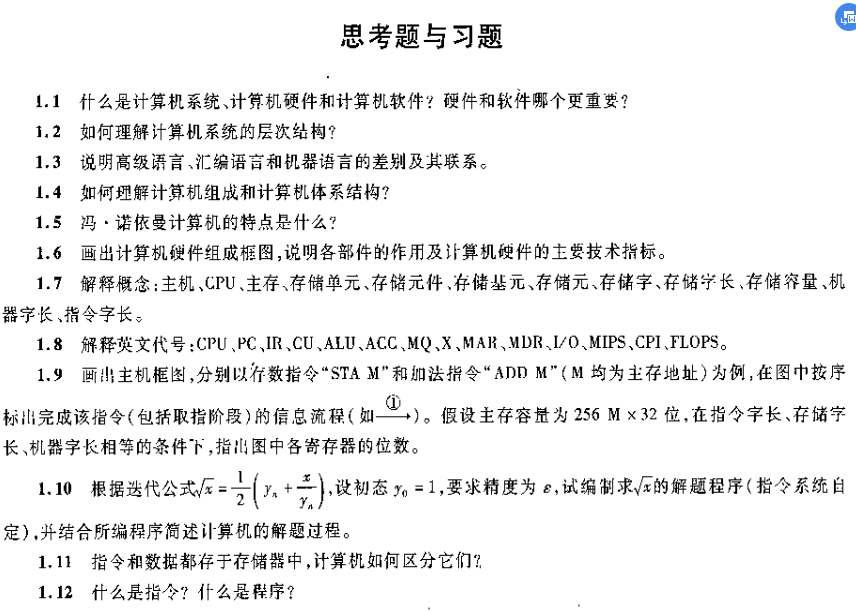 思考题与习题
1.1 什么是计算机系统、计算机硬件和计算机软件？硬件和软件哪个更重要？
1.2 如何理解计算机系统的层次结构？
1.3 说明高级语言、汇编语言和机器语言的差别及其联系。
1.4 如何理解计算机组成和计算机体系结构？
1.5 冯·诺依曼计算机的特点是什么？
1.6 画出计算机硬件组成框图,说明各部件的作用及计算机硬件的主要技术指标。
1.7 解释概念:主机、CPU、主存、存储单元、存储元件、存储基元、存储元、存储字、存储字长、存储容量、机
器字长、指令字长。
1.8 解释英文代号:CPU、PC、IR、CU、ALU、ACC、MQ、X、MAR、MDR、I/O、MIPS、CPI、FLOPS。
1.9 画出主机框图,分别以存数指令“STA M”和加法指令“ADD M”(M 均为主存地址)为例,在图中按序
标出完成该指令(包括取指阶段)的信息流程(如①→)。假设主存容量为 256 M×32 位,在指令字长、存储字
长、机器字长相等的条件下,指出图中各寄存器的位数。
1.10 根据迭代公式√x = 1/2(yₙ + x/yₙ),设初态 y₀ = 1,要求精度为 ε,试编制求√x的解题程序(指令系统自
定),并结合所编程序简述计算机的解题过程。
1.11 指令和数据都存于存储器中,计算机如何区分它们?
1.12 什么是指令？什么是程序？